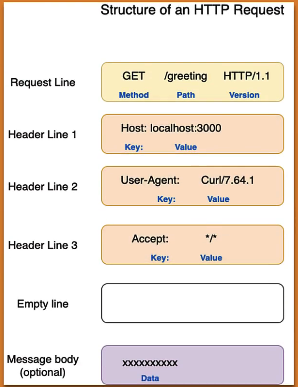 Structure of an HTTP Request
Request Line
GET /greeting HTTP/1.1
Method Path Version
Header Line 1
Host: localhost:3000
Key: Value
Header Line 2
User-Agent: Curl/7.64.1
Key: Value
Header Line 3
Accept: */*
Key: Value
Empty line
Message body
(optional)
xxxxxxxxxx
Data